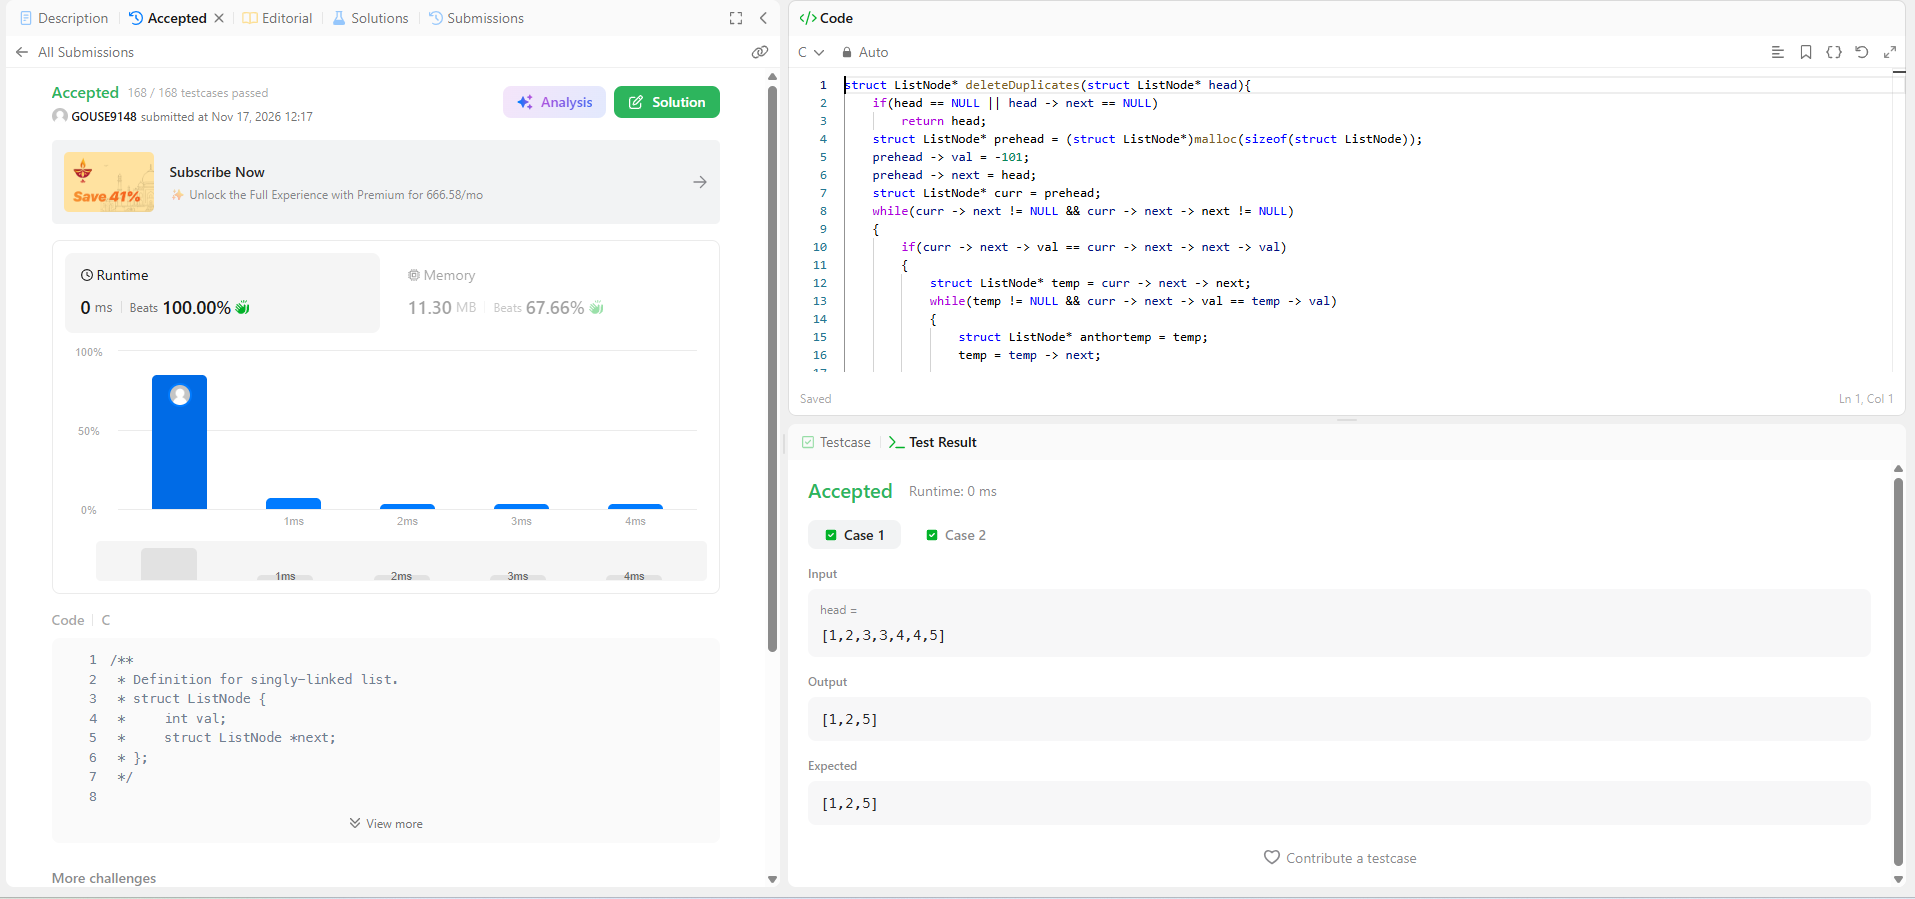 Description
Accepted
Editorial
Solutions
Submissions
All Submissions
Accepted 168 / 168 testcases passed
GOUSE9148 submitted at Nov 17, 2026 12:17
Analysis
Solution
Save 41%
Subscribe Now
Unlock the Full Experience with Premium for 666.58/mo
Runtime
0 ms Beats 100.00%
Memory
11.30 MB Beats 67.66%
100%
50%
0%
1ms 2ms 3ms 4ms
1ms 2ms 3ms 4ms
Code C
1 /**
2 * Definition for singly-linked list.
3 * struct ListNode {
4 *     int val;
5 *     struct ListNode *next;
6 * };
7 */
8
View more
More challenges
</> Code
C Auto
1 struct ListNode* deleteDuplicates(struct ListNode* head){
2     if(head == NULL || head -> next == NULL)
3         return head;
4     struct ListNode* prehead = (struct ListNode*)malloc(sizeof(struct ListNode));
5     prehead -> val = -101;
6     prehead -> next = head;
7     struct ListNode* curr = prehead;
8     while(curr -> next != NULL && curr -> next -> next != NULL)
9     {
10         if(curr -> next -> val == curr -> next -> next -> val)
11         {
12             struct ListNode* temp = curr -> next -> next;
13             while(temp != NULL && curr -> next -> val == temp -> val)
14             {
15                 struct ListNode* anthortemp = temp;
16                 temp = temp -> next;
Saved
Ln 1, Col 1
Testcase
Test Result
Accepted Runtime: 0 ms
Case 1 Case 2
Input
head =
[1,2,3,3,4,4,5]
Output
[1,2,5]
Expected
[1,2,5]
Contribute a testcase